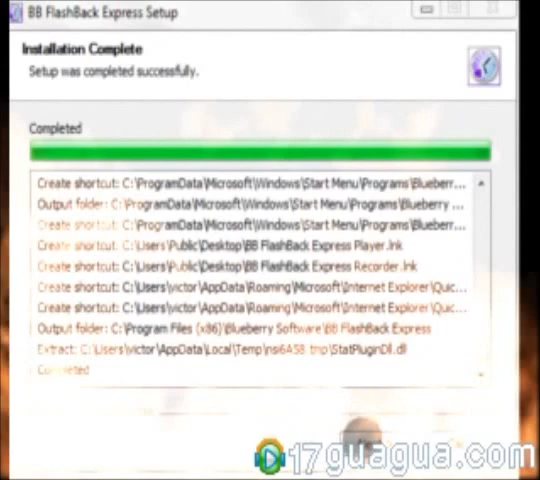 BB FlashBack Express Setup
Installation Complete
Setup was completed successfully.
Completed
Create shortcut: C:\ProgramData\Microsoft\Windows\Start Menu\Programs\Blueberr...
Output folder: C:\ProgramData\Microsoft\Windows\Start Menu\Programs\Blueberry ...
Create shortcut: C:\ProgramData\Microsoft\Windows\Start Menu\Programs\Blueberr...
Create shortcut: C:\Users\Public\Desktop\BB FlashBack Express Player.lnk
Create shortcut: C:\Users\Public\Desktop\BB FlashBack Express Recorder.lnk
Create shortcut: C:\Users\victor\AppData\Roaming\Microsoft\Internet Explorer\Quic...
Create shortcut: C:\Users\victor\AppData\Roaming\Microsoft\Internet Explorer\Quic...
Output folder: C:\Program Files (x86)\Blueberry Software\BB FlashBack Express
Extract: C:\Users\victor\AppData\Local\Temp\nsi6A58.tmp\StatPluginDll.dll
Completed
17guagua.com